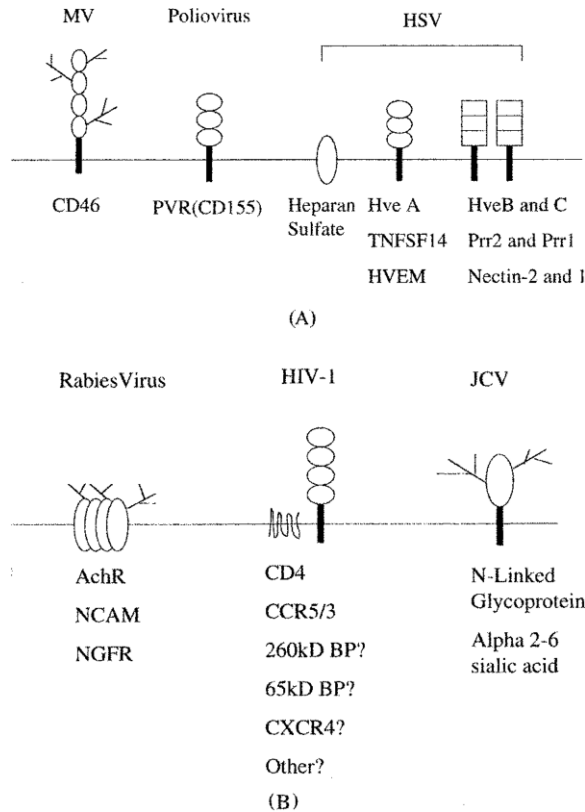 MV
Poliovirus
HSV
CD46
PVR(CD155)
Heparan
Sulfate
Hve A
TNFSF14
HVEM
HveB and C
Prr2 and Prr1
Nectin-2 and 1
(A)
RabiesVirus
HIV-1
JCV
AchR
NCAM
NGFR
CD4
CCR5/3
260kD BP?
65kD BP?
CXCR4?
Other?
N-Linked
Glycoprotein
Alpha 2-6
sialic acid
(B)